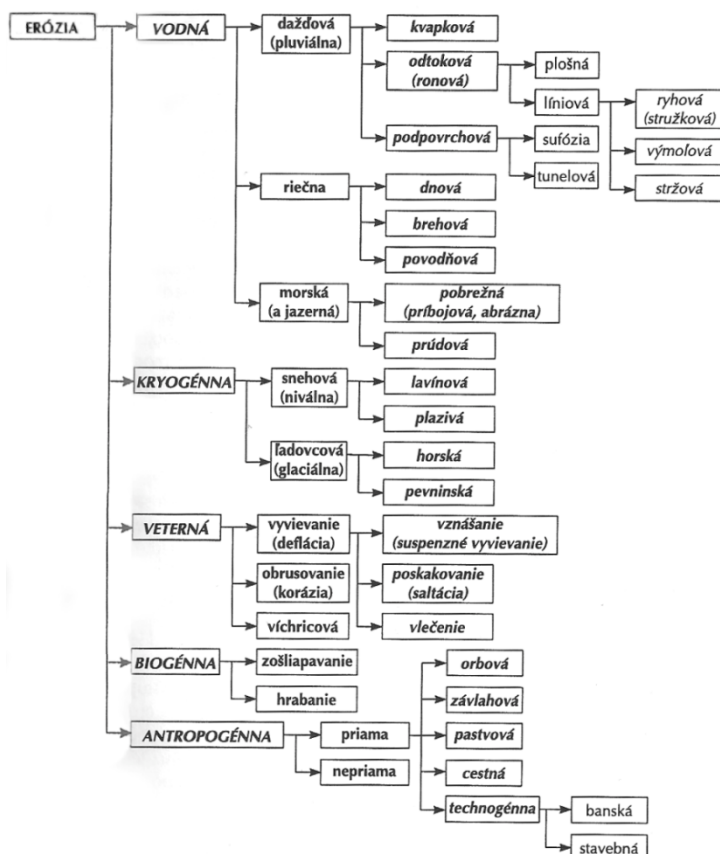 ERÓZIA
VODNÁ
dažďová
(pluviálna)
kvapková
odtoková
(ronová)
plošná
líniová
ryhová
(stružková)
výmoľová
stržová
podpovrchová
sufózia
tunelová
riečna
dnová
brehová
povodňová
morská
(a jazerná)
pobrežná
(príbojová, abrázna)
prúdová
KRYOGÉNNA
snehová
(niválna)
lavínová
plazivá
ľadovcová
(glaciálna)
horská
pevninská
VETERNÁ
vyvievanie
(deflácia)
vznášanie
(suspenzné vyvievanie)
poskakovanie
(saltácia)
vlečenie
obrusovanie
(korázia)
víchricová
BIOGÉNNA
zošliapavanie
hrabanie
ANTROPOGÉNNA
priama
orbová
závlahová
pastvová
cestná
technogénna
banská
stavebná
nepriama